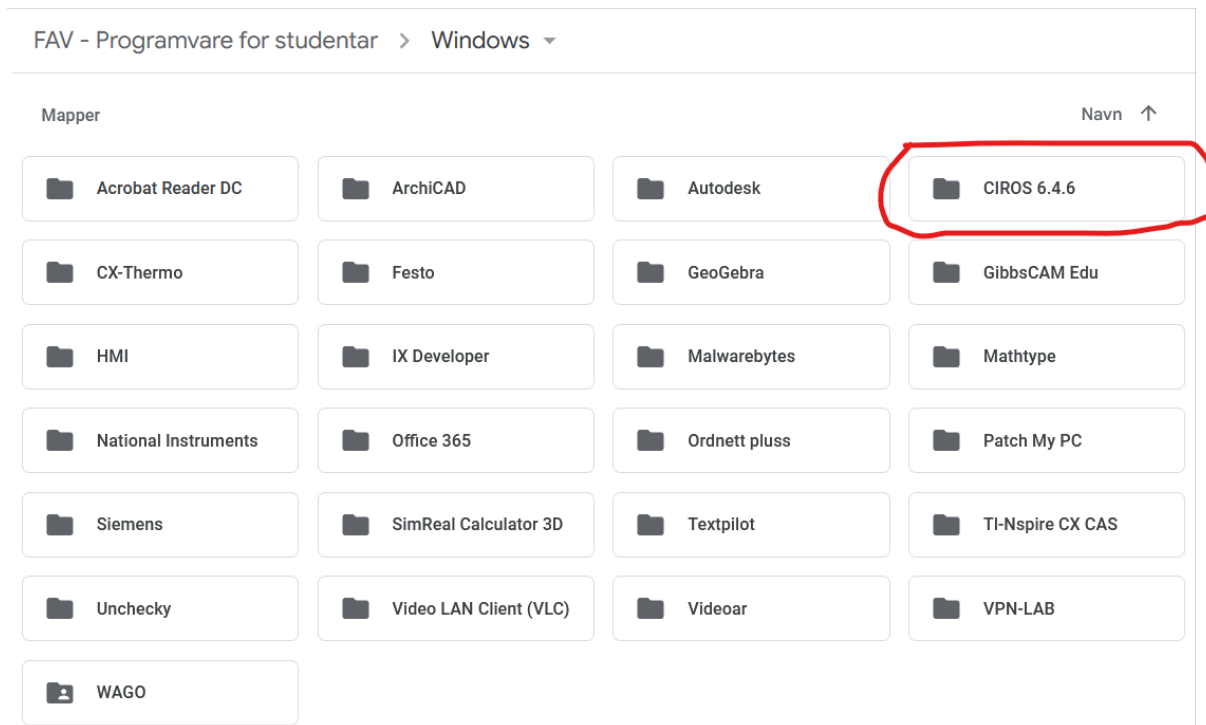 FAV - Programvare for studentar > Windows
Mapper
Navn ↑
Acrobat Reader DC
ArchiCAD
Autodesk
CIROS 6.4.6
CX-Thermo
Festo
GeoGebra
GibbsCAM Edu
HMI
IX Developer
Malwarebytes
Mathtype
National Instruments
Office 365
Ordnett pluss
Patch My PC
Siemens
SimReal Calculator 3D
Textpilot
TI-Nspire CX CAS
Unchecky
Video LAN Client (VLC)
Videoar
VPN-LAB
WAGO